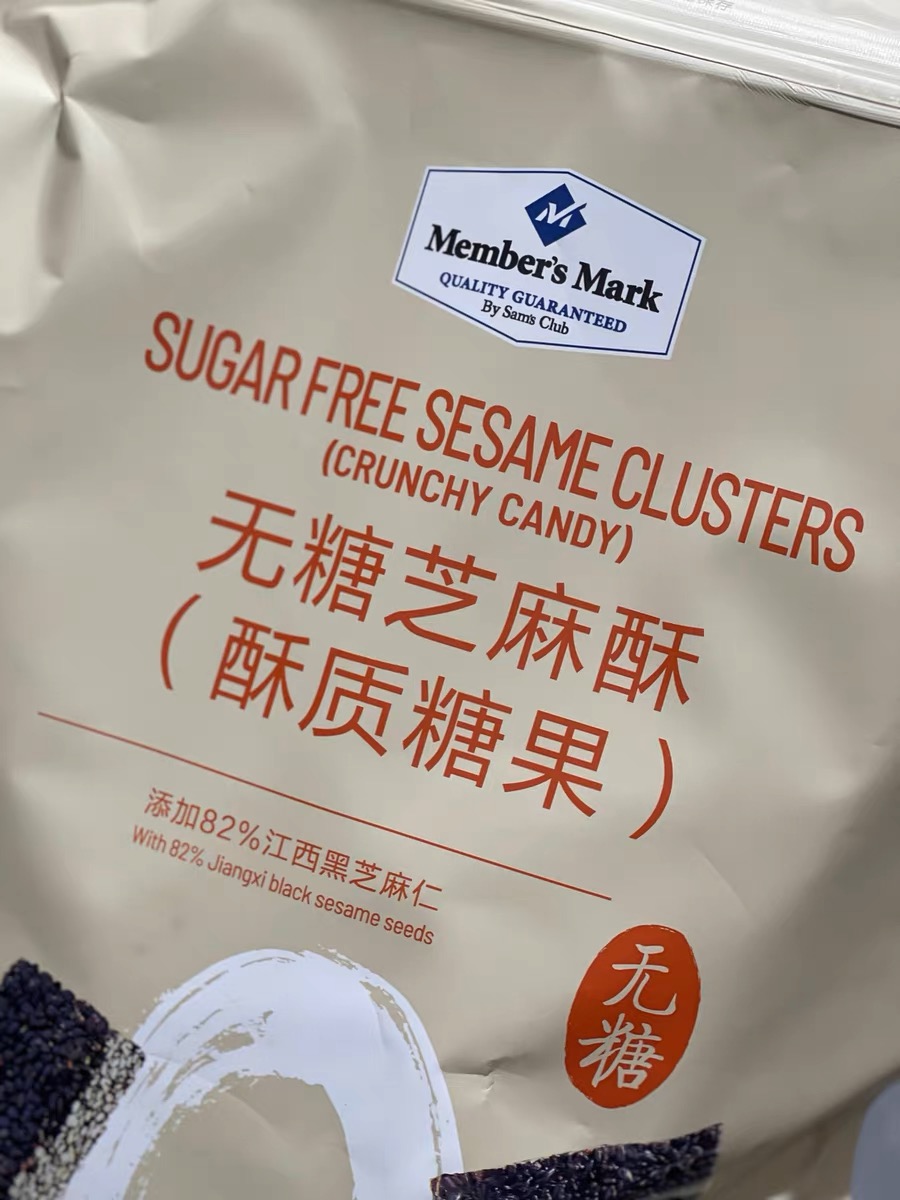 Member's Mark
QUALITY GUARANTEED
By Sam's Club
SUGAR FREE SESAME CLUSTERS
(CRUNCHY CANDY)
无糖芝麻酥
（酥质糖果）
添加82%江西黑芝麻仁
With 82% Jiangxi black sesame seeds
无糖